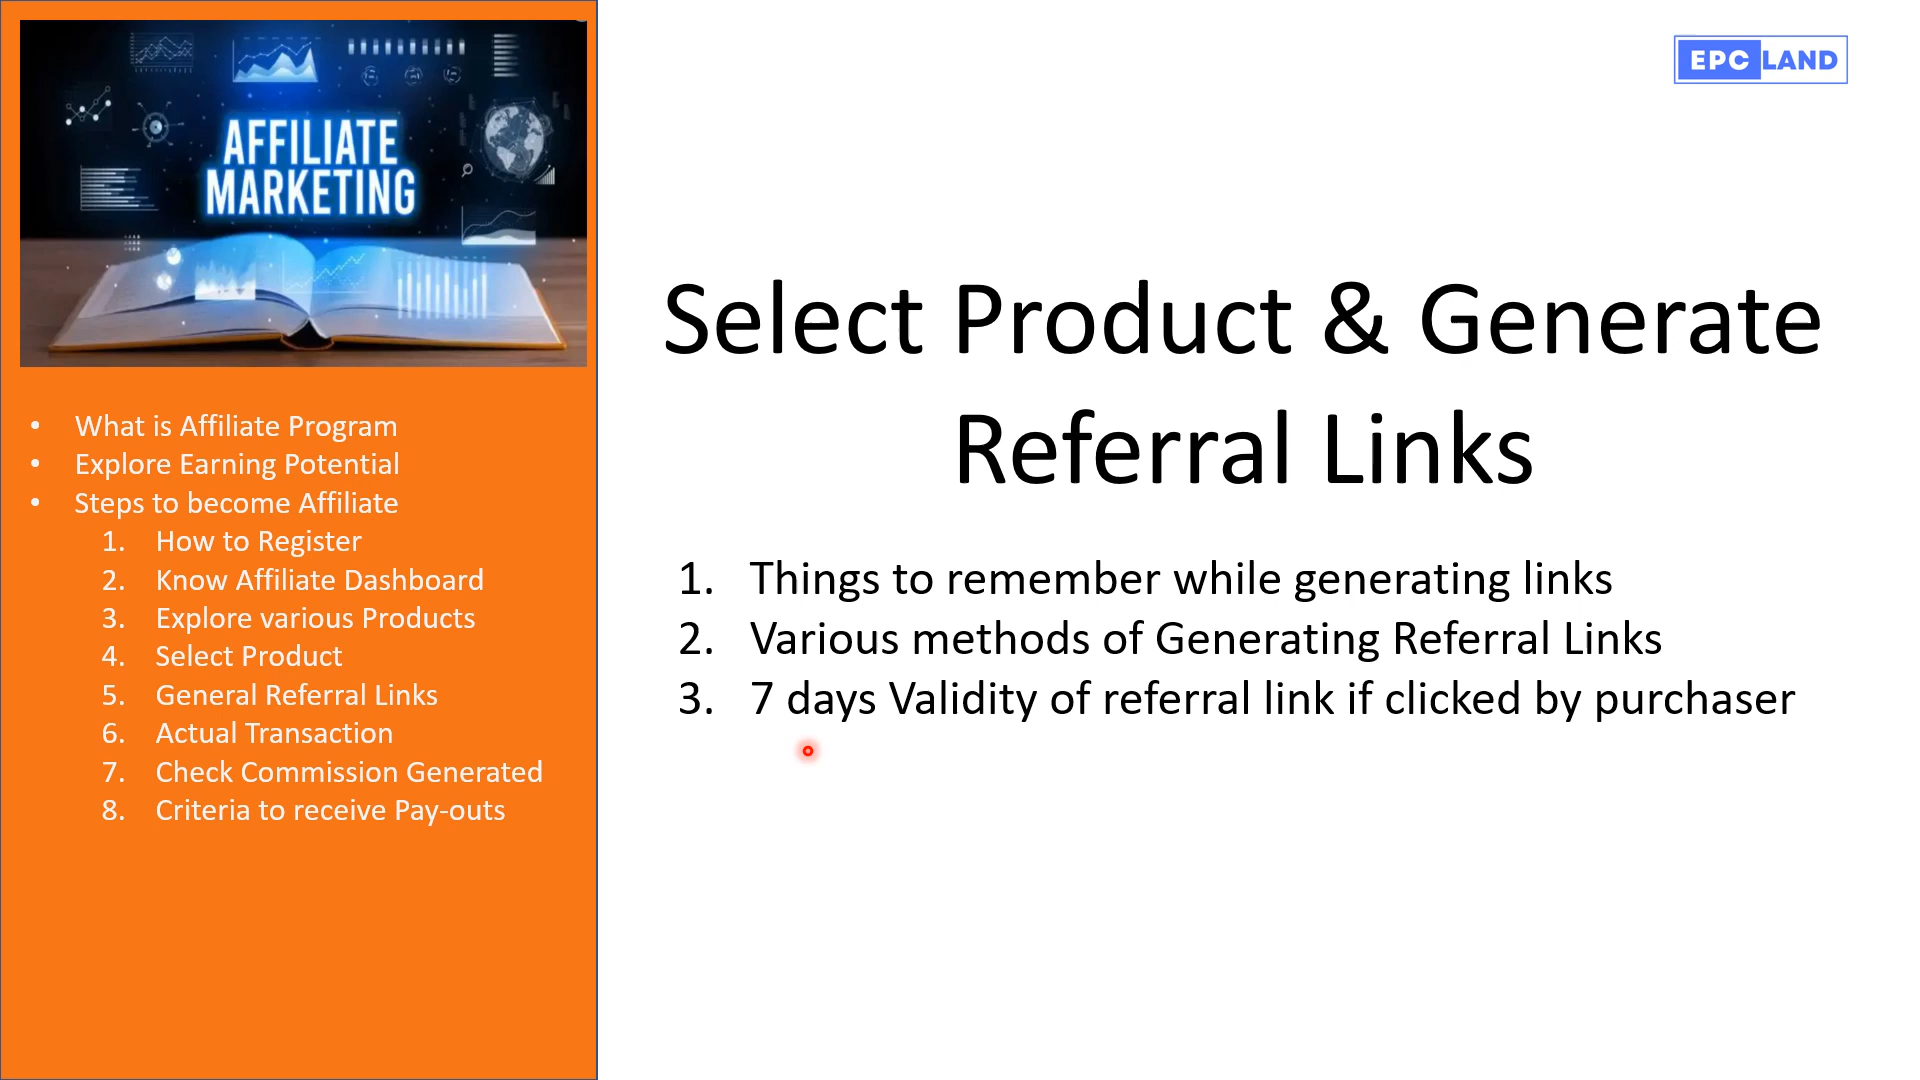 AFFILIATE
MARKETING
• What is Affiliate Program
• Explore Earning Potential
• Steps to become Affiliate
1. How to Register
2. Know Affiliate Dashboard
3. Explore various Products
4. Select Product
5. General Referral Links
6. Actual Transaction
7. Check Commission Generated
8. Criteria to receive Pay-outs
EPC LAND
Select Product & Generate
Referral Links
1. Things to remember while generating links
2. Various methods of Generating Referral Links
3. 7 days Validity of referral link if clicked by purchaser